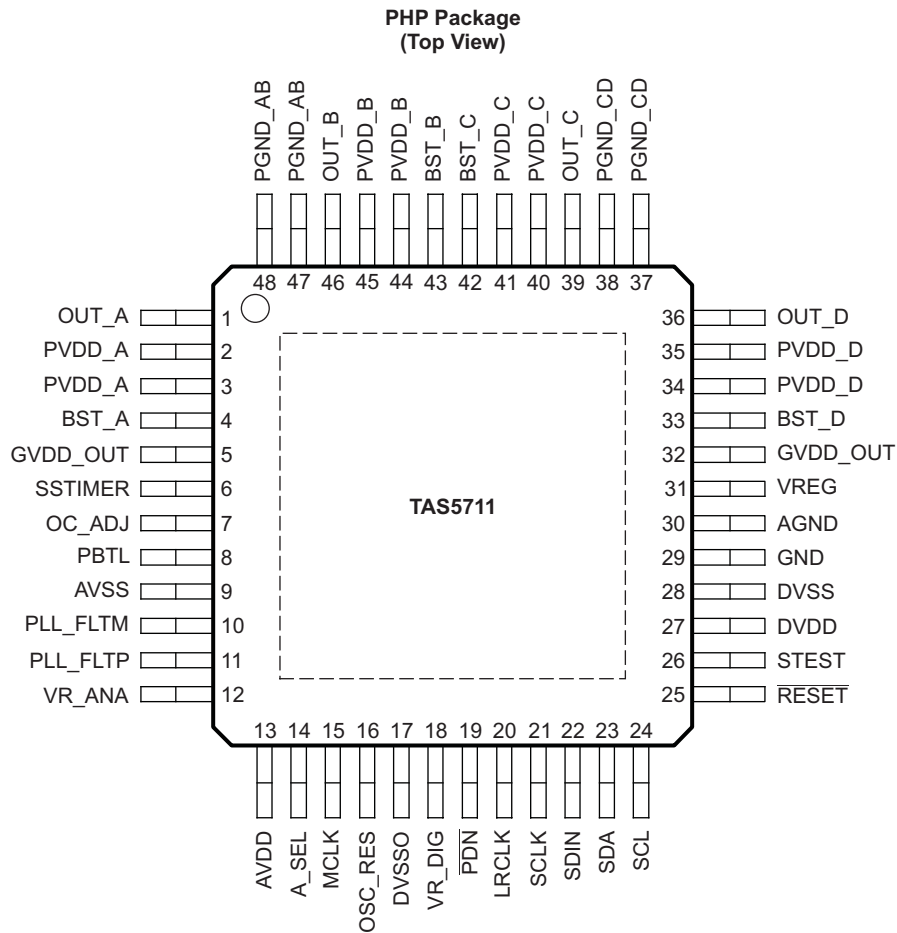 PHP Package
(Top View)
PGND_AB
PGND_AB
OUT_B
PVDD_B
PVDD_B
BST_B
BST_C
PVDD_C
PVDD_C
OUT_C
PGND_CD
PGND_CD
48 47 46 45 44 43 42 41 40 39 38 37
OUT_A 1 36 OUT_D
PVDD_A 2 35 PVDD_D
PVDD_A 3 34 PVDD_D
BST_A 4 33 BST_D
GVDD_OUT 5 32 GVDD_OUT
SSTIMER 6 31 VREG
OC_ADJ 7 TAS5711 30 AGND
PBTL 8 29 GND
AVSS 9 28 DVSS
PLL_FLTM 10 27 DVDD
PLL_FLTP 11 26 STEST
VR_ANA 12 25 RESET
13 14 15 16 17 18 19 20 21 22 23 24
AVDD
A_SEL
MCLK
OSC_RES
DVSSO
VR_DIG
PDN
LRCLK
SCLK
SDIN
SDA
SCL